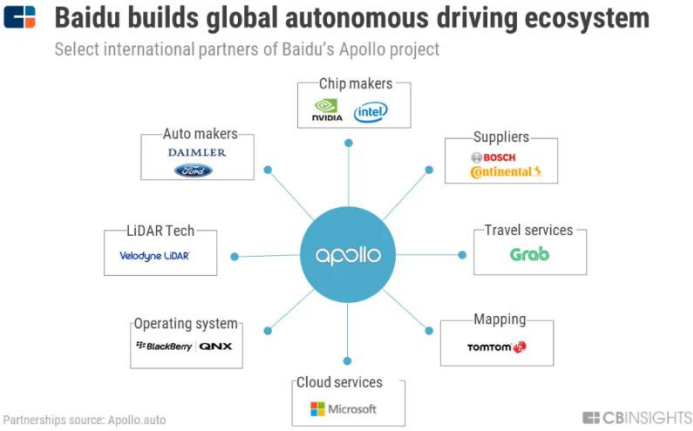 Baidu builds global autonomous driving ecosystem
Select international partners of Baidu's Apollo project
Chip makers
NVIDIA intel
Auto makers
DAIMLER
Ford
Suppliers
BOSCH
Continental
LiDAR Tech
Velodyne LiDAR
apollo
Travel services
Grab
Operating system
BlackBerry QNX
Mapping
TOMTOM
Cloud services
Microsoft
Partnerships source: Apollo.auto
CBINSIGHTS